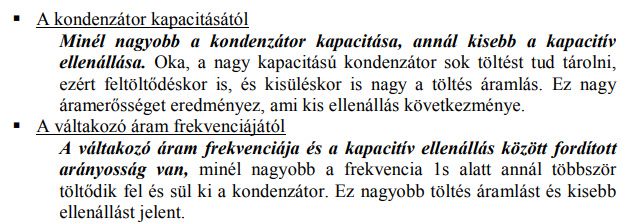 ▪ A kondenzátor kapacitásától
Minél nagyobb a kondenzátor kapacitása, annál kisebb a kapacitív
ellenállása. Oka, a nagy kapacitású kondenzátor sok töltést tud tárolni,
ezért feltöltődéskor is, és kisüléskor is nagy a töltés áramlás. Ez nagy
áramerősséget eredményez, ami kis ellenállás következménye.
▪ A váltakozó áram frekvenciájától
A váltakozó áram frekvenciája és a kapacitív ellenállás között fordított
arányosság van, minél nagyobb a frekvencia 1s alatt annál többször
töltődik fel és sül ki a kondenzátor. Ez nagyobb töltés áramlást és kisebb
ellenállást jelent.